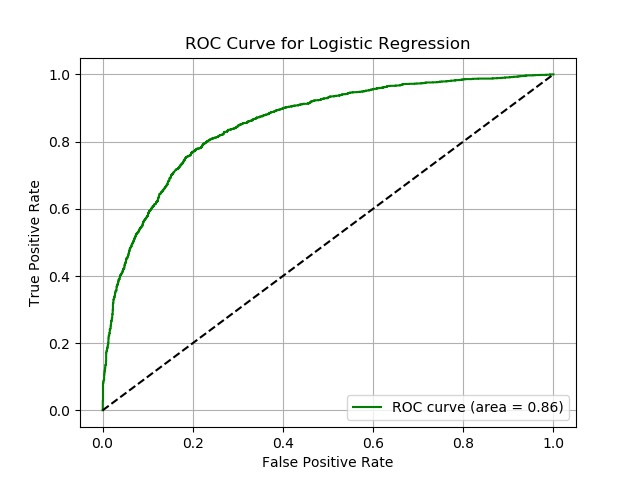 ROC Curve for Logistic Regression
1.0
0.8
0.6
0.4
0.2
0.0
True Positive Rate
ROC curve (area = 0.86)
0.0 0.2 0.4 0.6 0.8 1.0
False Positive Rate